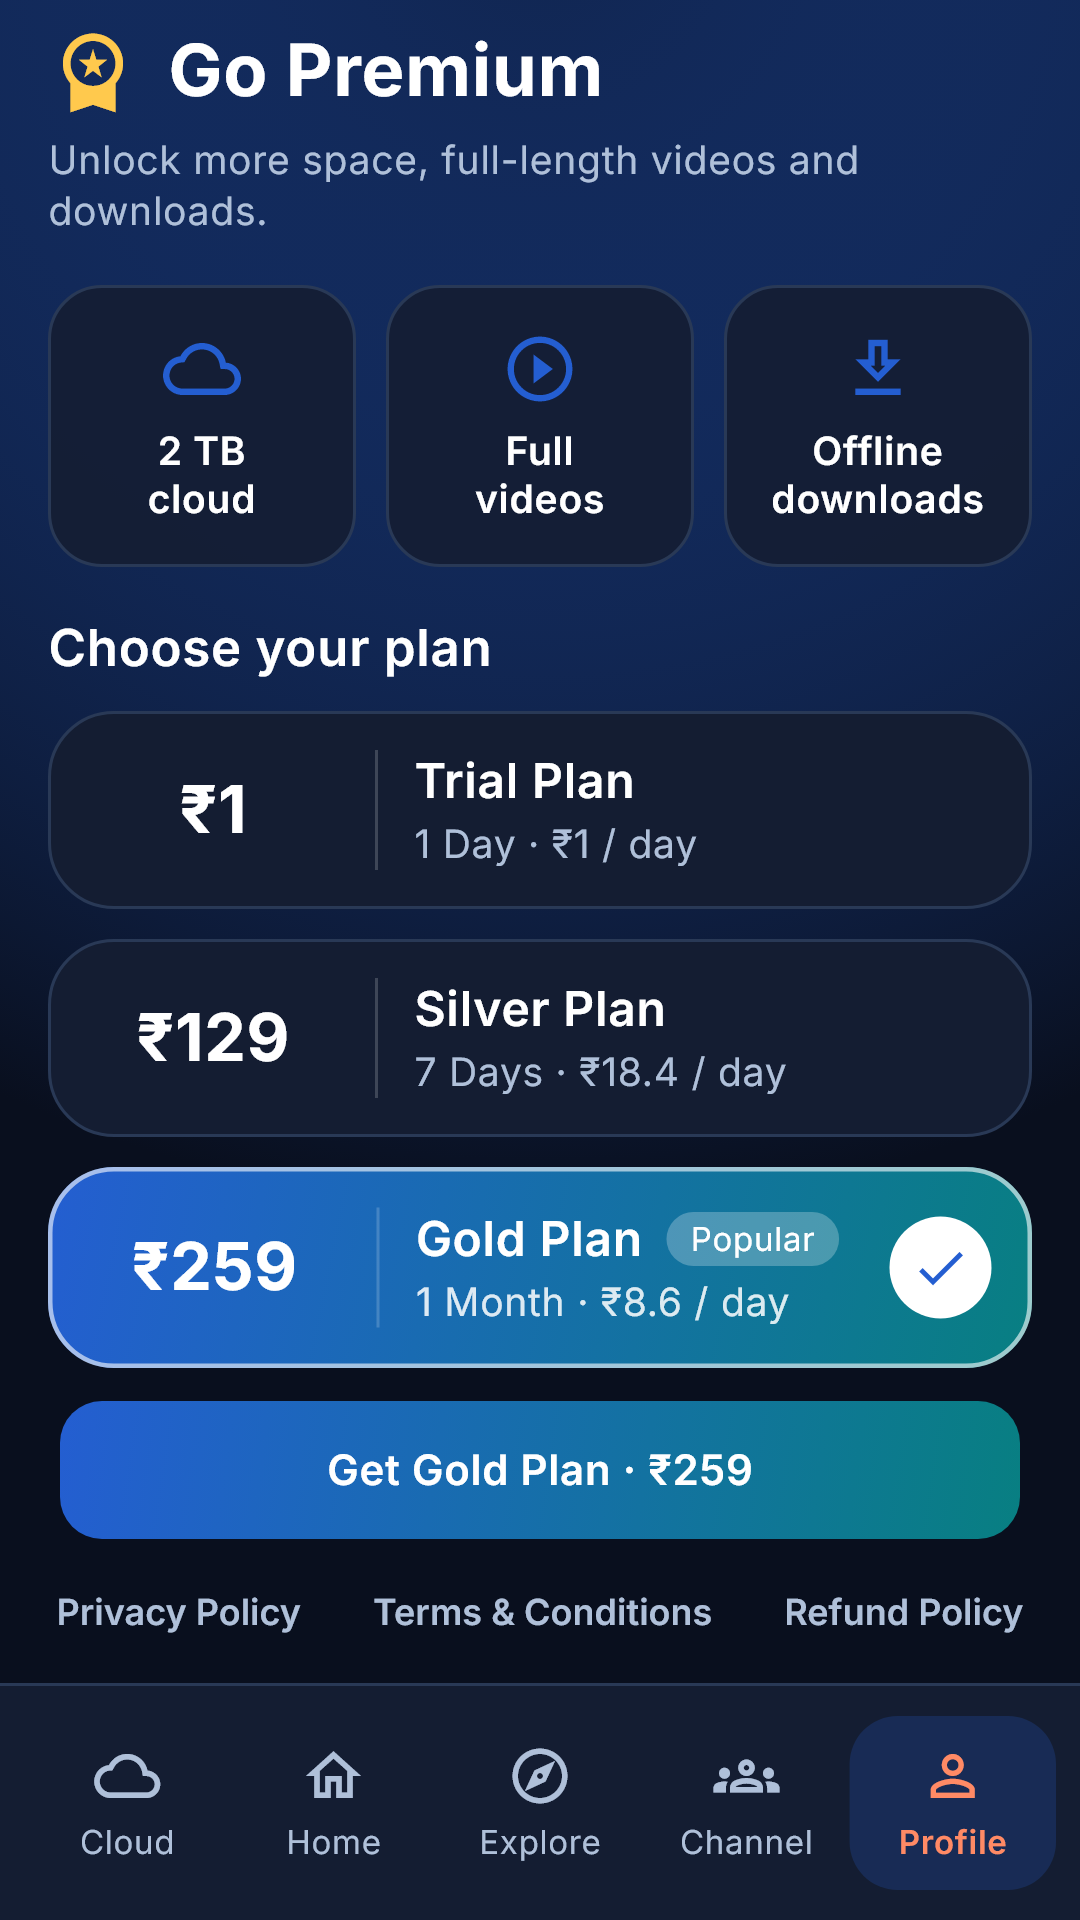 Go Premium
Unlock more space, full-length videos and
downloads.
2 TB
cloud
Full
videos
Offline
downloads
Choose your plan
₹1
Trial Plan
1 Day · ₹1 / day
₹129
Silver Plan
7 Days · ₹18.4 / day
₹259
Gold Plan Popular
1 Month · ₹8.6 / day
Get Gold Plan · ₹259
Privacy Policy Terms & Conditions Refund Policy
Cloud Home Explore Channel Profile